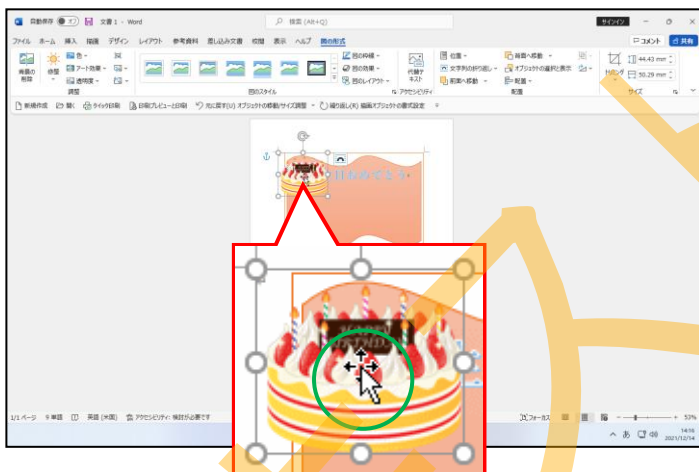 自動保存 オフ 文書 1 - Word 検索 (Alt+Q) サインイン
ファイル ホーム 挿入 描画 デザイン レイアウト 参考資料 差し込み文書 校閲 表示 ヘルプ 図の形式 コメント 共有
背景の削除 修整 色 アート効果 透明度 図の枠線 図の効果 図のレイアウト 代替テキスト 位置 文字列の折り返し 前面へ移動 背面へ移動 オブジェクトの選択と表示 配置 トリミング 44.43 mm 50.29 mm
調整 図のスタイル アクセシビリティ 配置 サイズ
新規作成 開く クイック印刷 印刷プレビューと印刷 元に戻す(U) オブジェクトの移動/サイズ調整 繰り返し(R) 描画オブジェクトの書式設定
1/1 ページ 9 単語 英語 (米国) アクセシビリティ: 検討が必要です フォーカス 53%
あ 14:16
2021/12/14